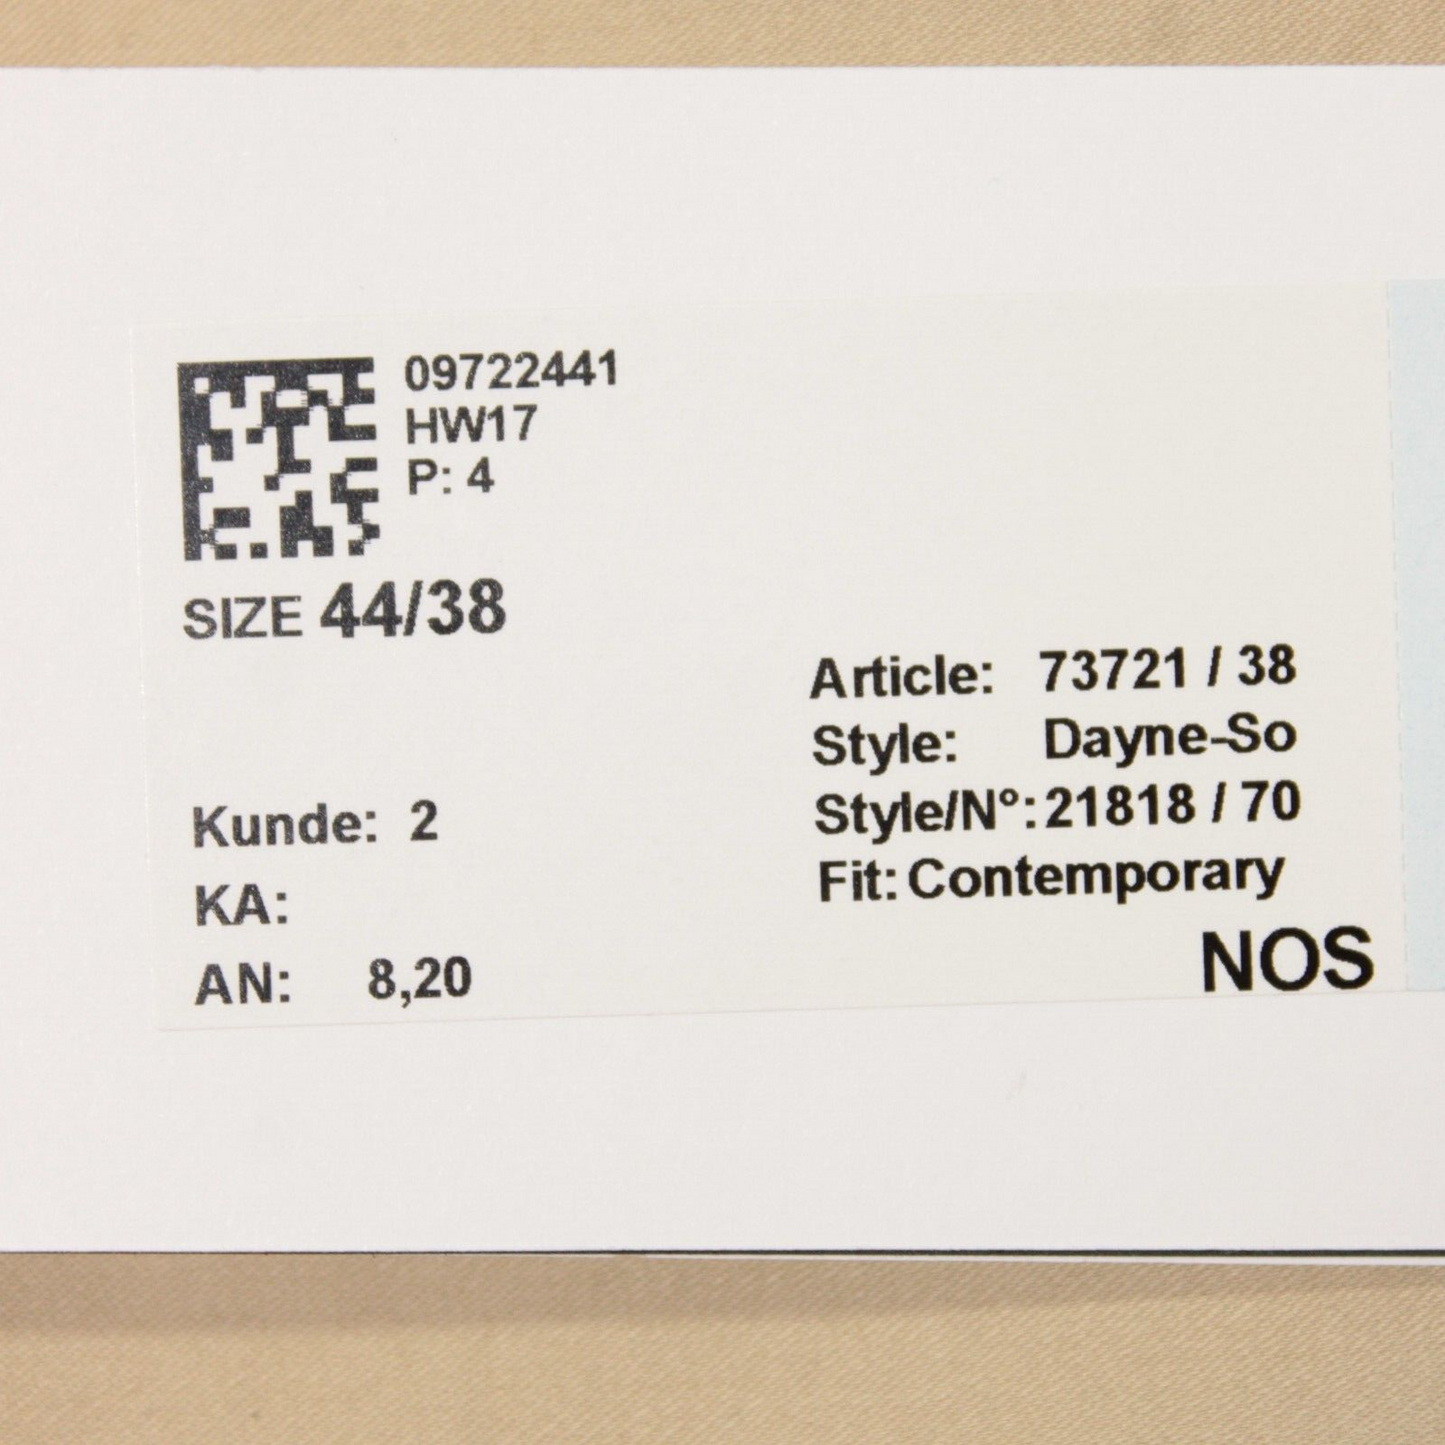 09722441
HW17
P: 4
SIZE 44/38
Article: 73721 / 38
Style: Dayne-So
Style/N°: 21818 / 70
Fit: Contemporary
NOS
Kunde: 2
KA:
AN: 8,20